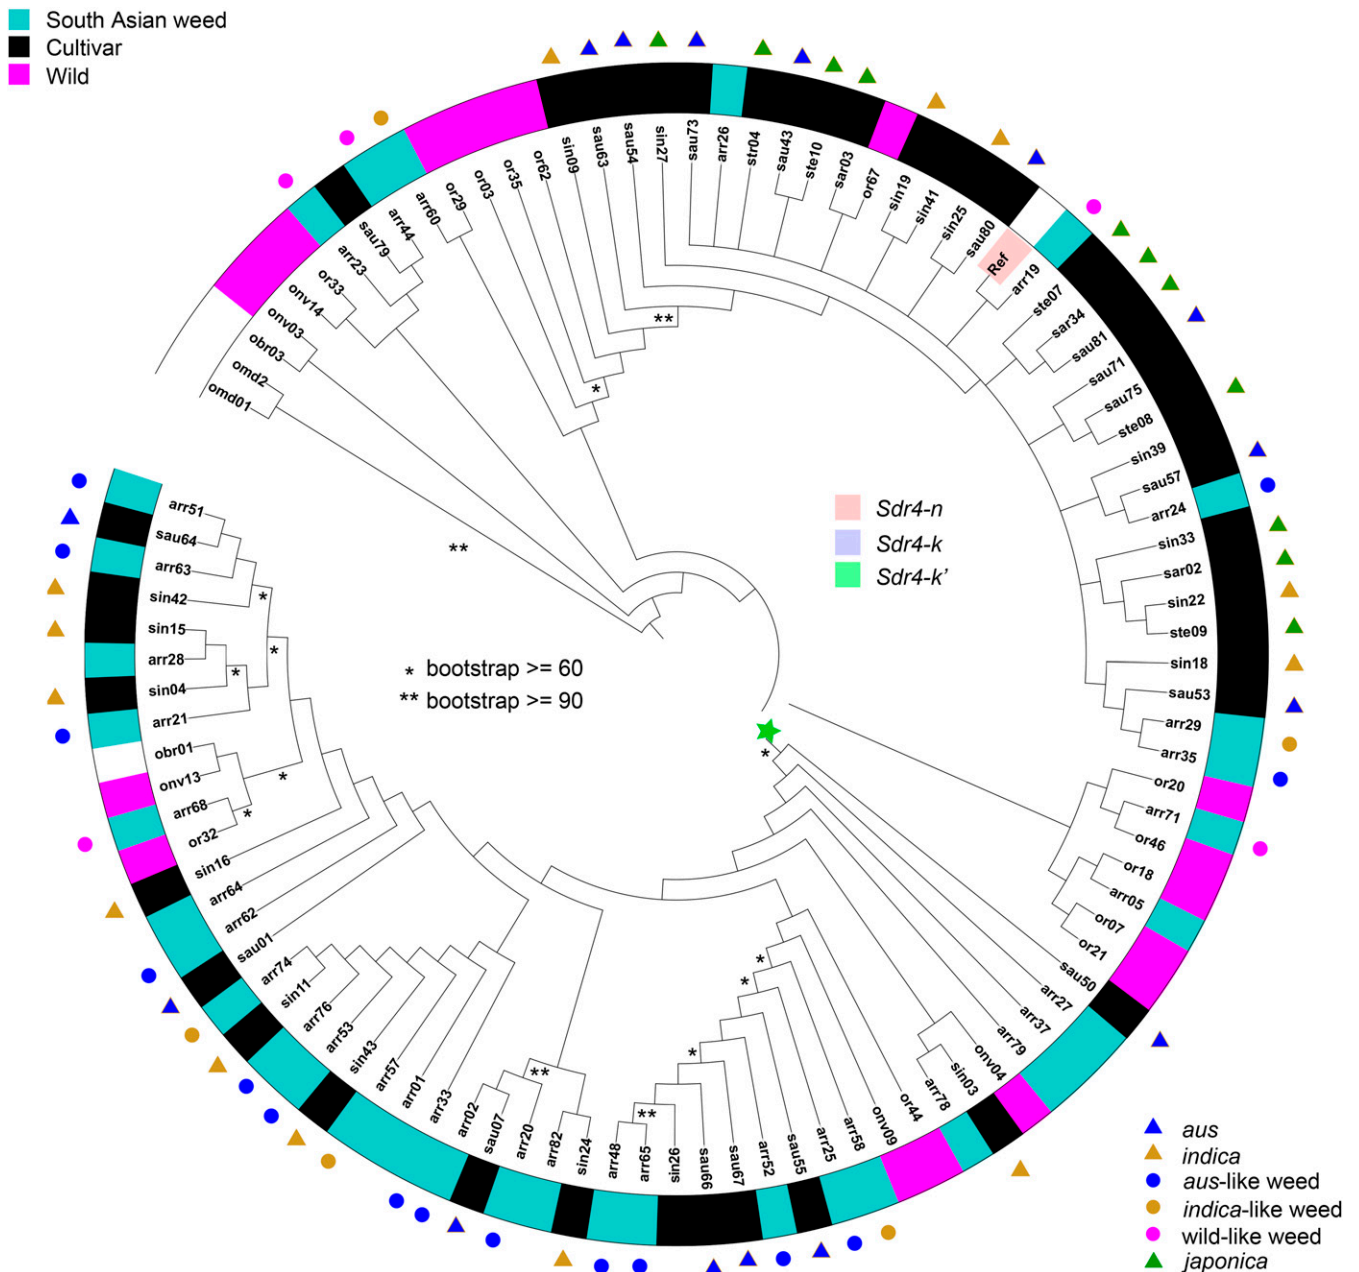 South Asian weed
Cultivar
Wild
omd01
omd2
obr03
onv03
onv14
or33
arr23
sau79
arr44
arr60
or29
or03
or35
or62
sin09
sau63
sau54
sin27
sau73
arr26
str04
sau43
ste10
sar03
or67
sin19
sin41
sin25
sau80
Ref
arr19
ste07
sar34
sau81
sau71
sau75
ste08
sin39
sau57
arr24
sin33
sar02
sin22
ste09
sin18
sau53
arr29
arr35
or20
arr71
or46
or18
arr05
or07
or21
sau50
arr27
arr37
arr79
onv04
sin03
arr78
or44
onv09
arr58
arr25
sau55
arr52
sau67
sau66
sin26
arr65
arr48
sin24
arr82
arr20
sau07
arr02
arr33
arr01
arr57
sin43
arr53
arr76
sin11
arr74
sau01
arr62
arr64
sin16
or32
arr68
onv13
obr01
arr21
sin04
arr28
sin15
sin42
arr63
sau64
arr51
**
*
**
*
*
*
*
*
*
*
**
**
*
*
*
Sdr4-n
Sdr4-k
Sdr4-k’
* bootstrap >= 60
** bootstrap >= 90
aus
indica
aus-like weed
indica-like weed
wild-like weed
japonica